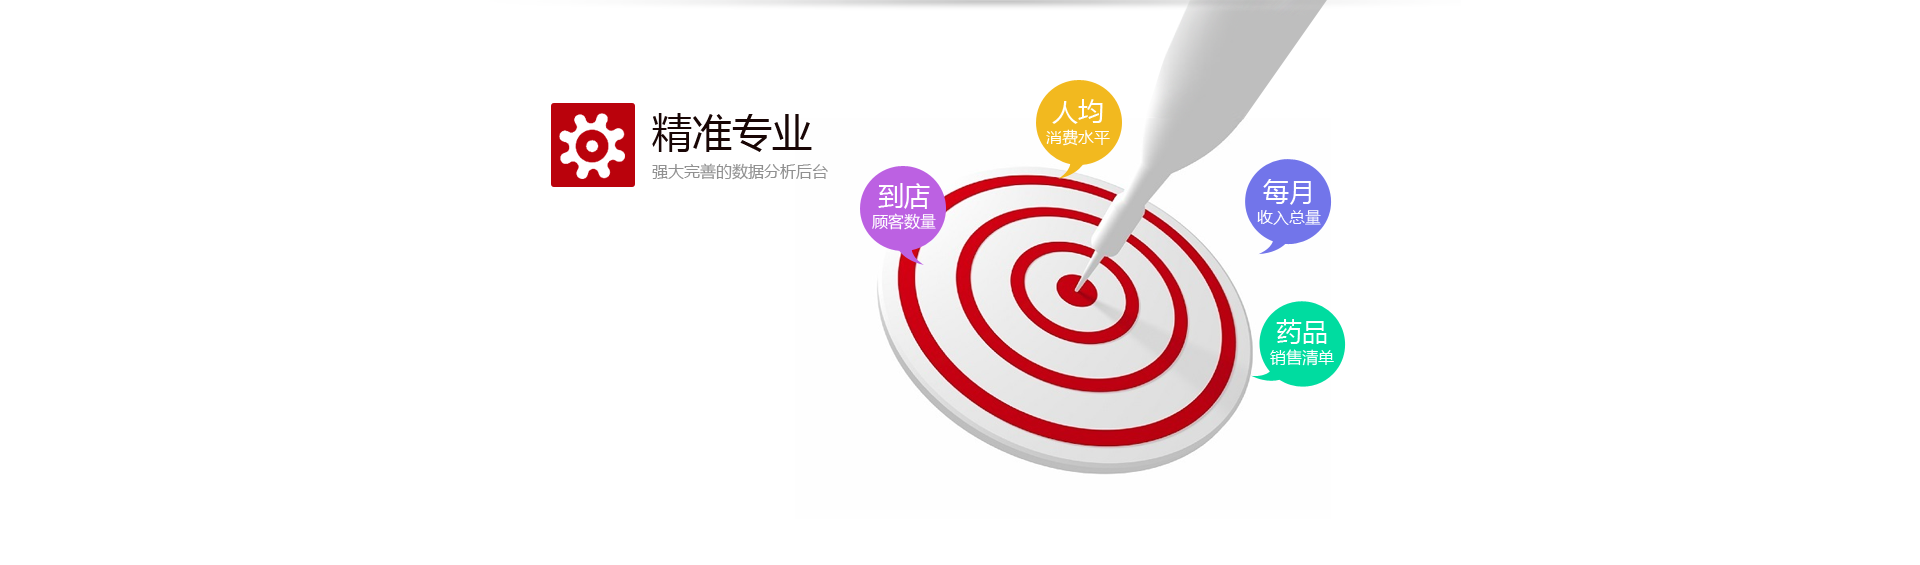 精准专业
强大完善的数据分析后台
人均
消费水平
到店
顾客数量
每月
收入总量
药品
销售清单